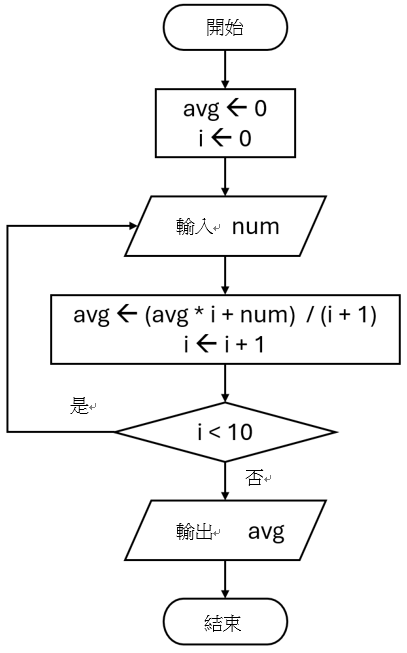 開始
avg ← 0
i ← 0
輸入 num
avg ← (avg * i + num) / (i + 1)
i ← i + 1
是
i < 10
否
輸出 avg
結束